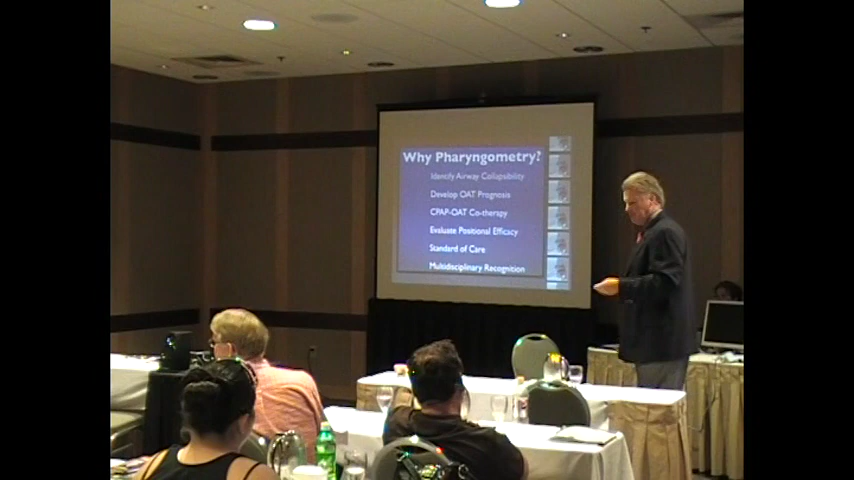 Why Pharyngometry?
Identify Airway Collapsibility
Develop OAT Prognosis
CPAP-OAT Co-therapy
Evaluate Positional Efficacy
Standard of Care
Multidisciplinary Recognition